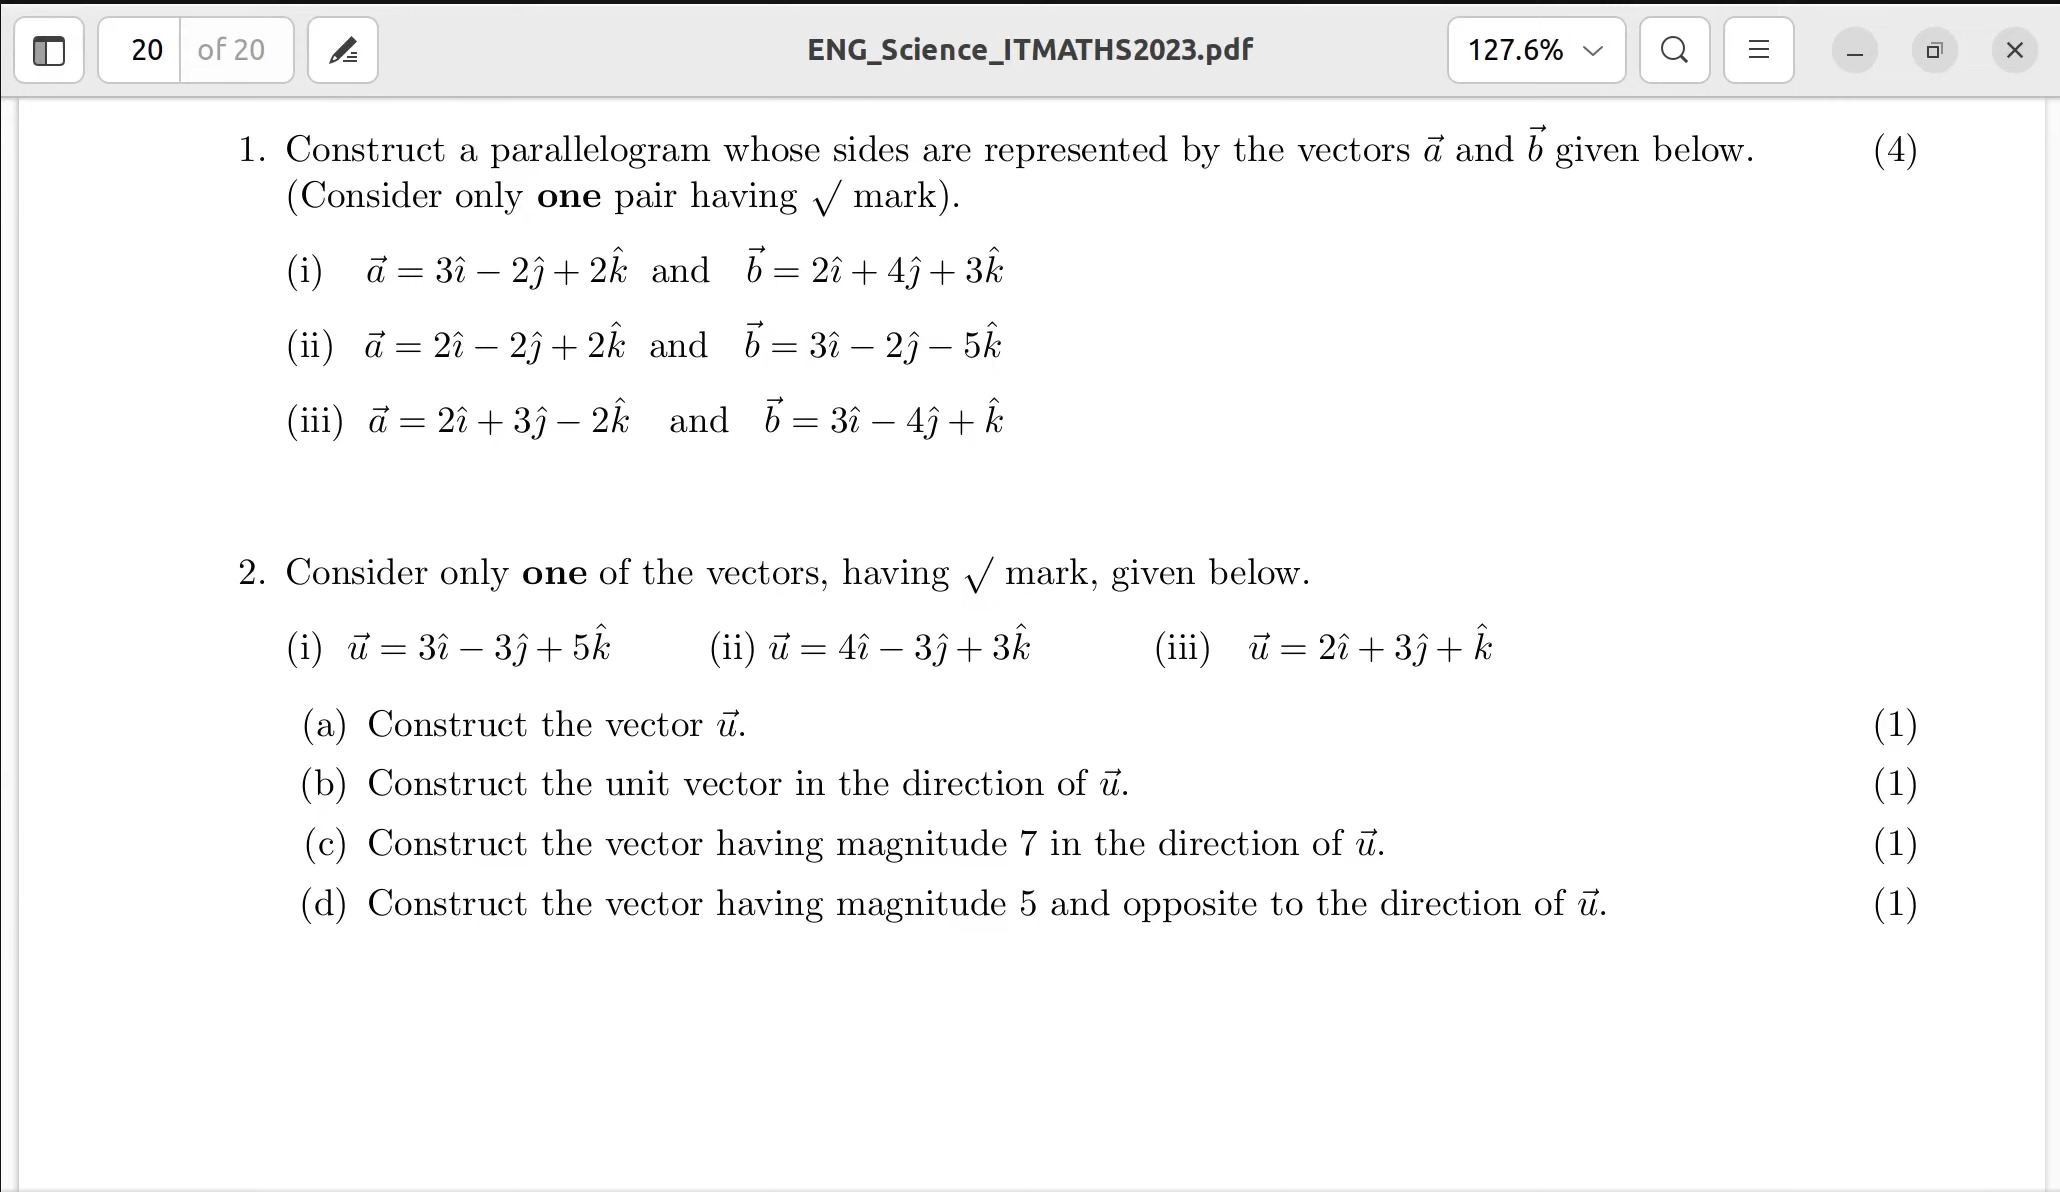 20 of 20 ENG_Science_ITMATHS2023.pdf 127.6%
1. Construct a parallelogram whose sides are represented by the vectors a⃗ and b⃗ given below. (4)
(Consider only one pair having √ mark).
(i) a⃗ = 3î − 2ĵ + 2k̂ and b⃗ = 2î + 4ĵ + 3k̂
(ii) a⃗ = 2î − 2ĵ + 2k̂ and b⃗ = 3î − 2ĵ − 5k̂
(iii) a⃗ = 2î + 3ĵ − 2k̂ and b⃗ = 3î − 4ĵ + k̂
2. Consider only one of the vectors, having √ mark, given below.
(i) u⃗ = 3î − 3ĵ + 5k̂ (ii) u⃗ = 4î − 3ĵ + 3k̂ (iii) u⃗ = 2î + 3ĵ + k̂
(a) Construct the vector u⃗. (1)
(b) Construct the unit vector in the direction of u⃗. (1)
(c) Construct the vector having magnitude 7 in the direction of u⃗. (1)
(d) Construct the vector having magnitude 5 and opposite to the direction of u⃗. (1)